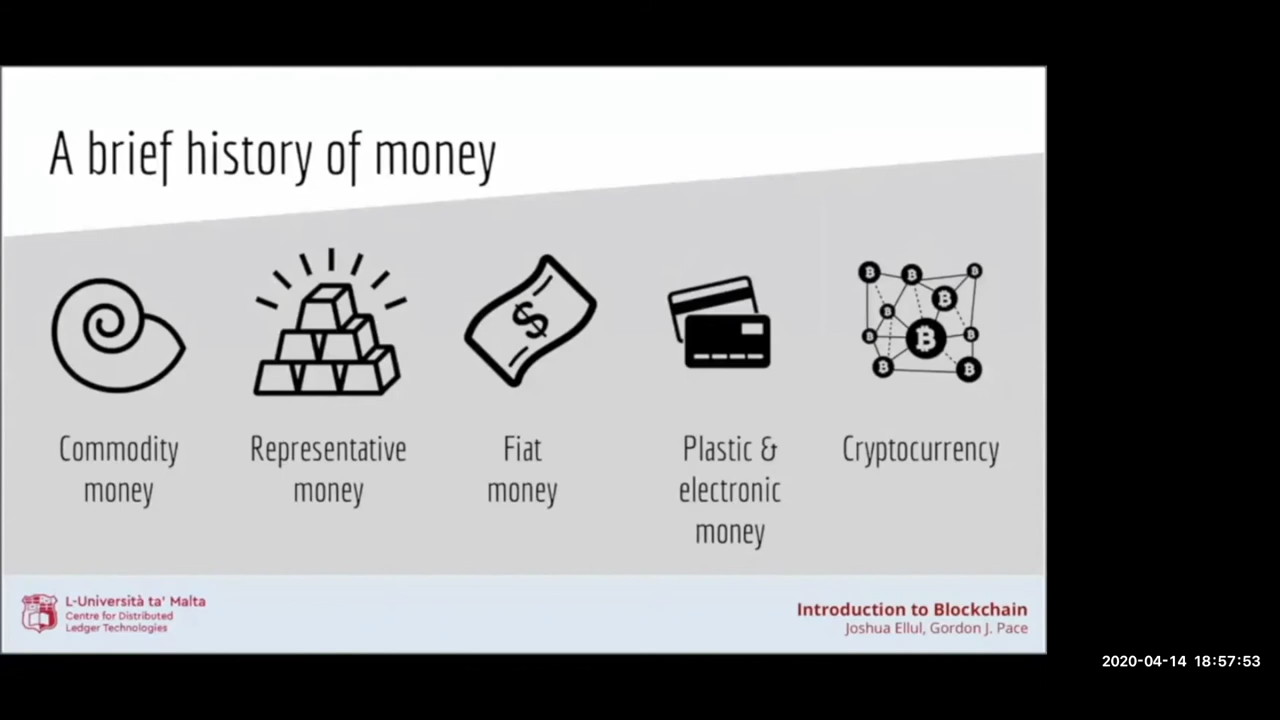 A brief history of money
Commodity
money
Representative
money
Fiat
money
Plastic &
electronic
money
Cryptocurrency
L-Università ta' Malta
Centre for Distributed
Ledger Technologies
Introduction to Blockchain
Joshua Ellul, Gordon J. Pace
2020-04-14 18:57:53